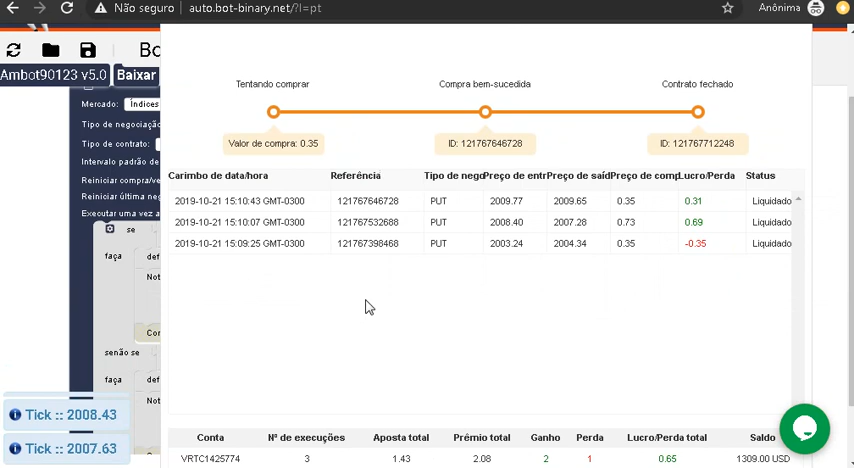 Não seguro | auto.bot-binary.net/?l=pt
Anônima
Bo
Ambot90123 v5.0 Baixar
Mercado: Índices
Tipo de negociação
Tipo de contrato:
Intervalo padrão de
Reiniciar compra/ve
Reiniciar última neg
Executar uma vez a
se
faça def
Not
Con
senão se
faça def
Not
Tentando comprar Compra bem-sucedida Contrato fechado
Valor de compra: 0.35 ID: 121767646728 ID: 121767712248
Carimbo de data/hora Referência Tipo de nego Preço de entr Preço de saíd Preço de comp Lucro/Perda Status
2019-10-21 15:10:43 GMT-0300 121767646728 PUT 2009.77 2009.65 0.35 0.31 Liquidado
2019-10-21 15:10:07 GMT-0300 121767532688 PUT 2008.40 2007.28 0.73 0.69 Liquidado
2019-10-21 15:09:25 GMT-0300 121767398468 PUT 2003.24 2004.34 0.35 -0.35 Liquidado
Tick :: 2008.43
Tick :: 2007.63
Conta Nº de execuções Aposta total Prêmio total Ganho Perda Lucro/Perda total Saldo
VRTC1425774 3 1.43 2.08 2 1 0.65 1309.00 USD